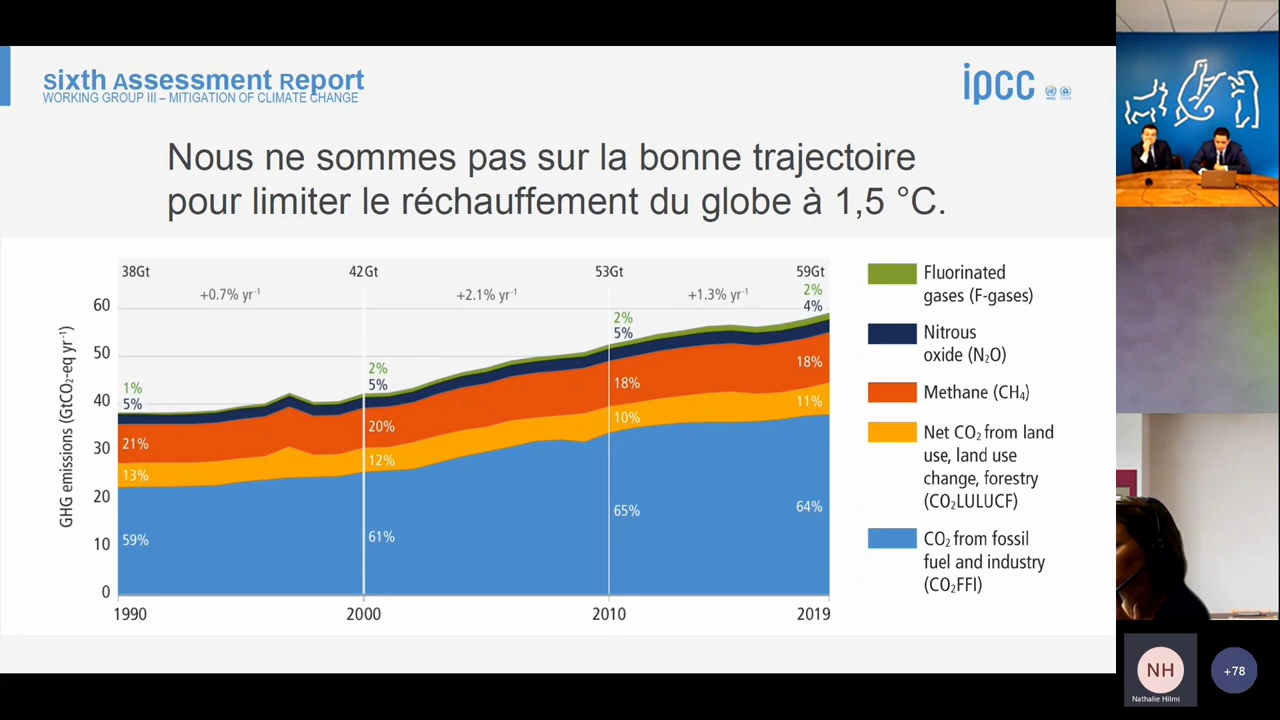 Sixth Assessment Report
WORKING GROUP III – MITIGATION OF CLIMATE CHANGE
ipcc
Nous ne sommes pas sur la bonne trajectoire
pour limiter le réchauffement du globe à 1,5 °C.
38Gt
42Gt
53Gt
59Gt
+0.7% yr⁻¹
+2.1% yr⁻¹
+1.3% yr⁻¹
GHG emissions (GtCO₂-eq yr⁻¹)
60
50
40
30
20
10
0
1%
5%
21%
13%
59%
2%
5%
20%
12%
61%
2%
5%
18%
10%
65%
2%
4%
18%
11%
64%
1990
2000
2010
2019
Fluorinated
gases (F-gases)
Nitrous
oxide (N₂O)
Methane (CH₄)
Net CO₂ from land
use, land use
change, forestry
(CO₂LULUCF)
CO₂ from fossil
fuel and industry
(CO₂FFI)
NH
Nathalie Hilmi
+78